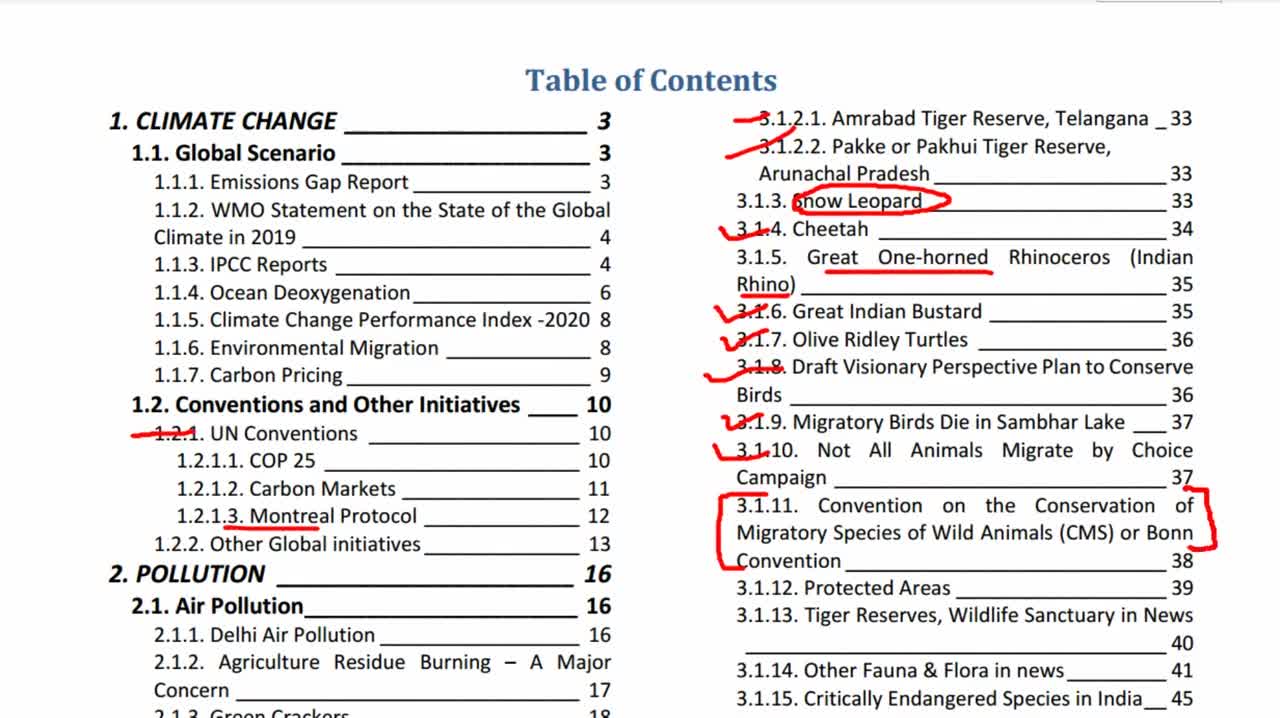 Table of Contents
1. CLIMATE CHANGE 3
1.1. Global Scenario 3
1.1.1. Emissions Gap Report 3
1.1.2. WMO Statement on the State of the Global
Climate in 2019 4
1.1.3. IPCC Reports 4
1.1.4. Ocean Deoxygenation 6
1.1.5. Climate Change Performance Index -2020 8
1.1.6. Environmental Migration 8
1.1.7. Carbon Pricing 9
1.2. Conventions and Other Initiatives 10
1.2.1. UN Conventions 10
1.2.1.1. COP 25 10
1.2.1.2. Carbon Markets 11
1.2.1.3. Montreal Protocol 12
1.2.2. Other Global initiatives 13
2. POLLUTION 16
2.1. Air Pollution 16
2.1.1. Delhi Air Pollution 16
2.1.2. Agriculture Residue Burning – A Major
Concern 17
2.1.3. Green Crackers 18
3.1.2.1. Amrabad Tiger Reserve, Telangana 33
3.1.2.2. Pakke or Pakhui Tiger Reserve,
Arunachal Pradesh 33
3.1.3. Snow Leopard 33
3.1.4. Cheetah 34
3.1.5. Great One-horned Rhinoceros (Indian
Rhino) 35
3.1.6. Great Indian Bustard 35
3.1.7. Olive Ridley Turtles 36
3.1.8. Draft Visionary Perspective Plan to Conserve
Birds 36
3.1.9. Migratory Birds Die in Sambhar Lake 37
3.1.10. Not All Animals Migrate by Choice
Campaign 37
3.1.11. Convention on the Conservation of
Migratory Species of Wild Animals (CMS) or Bonn
Convention 38
3.1.12. Protected Areas 39
3.1.13. Tiger Reserves, Wildlife Sanctuary in News
40
3.1.14. Other Fauna & Flora in news 41
3.1.15. Critically Endangered Species in India 45